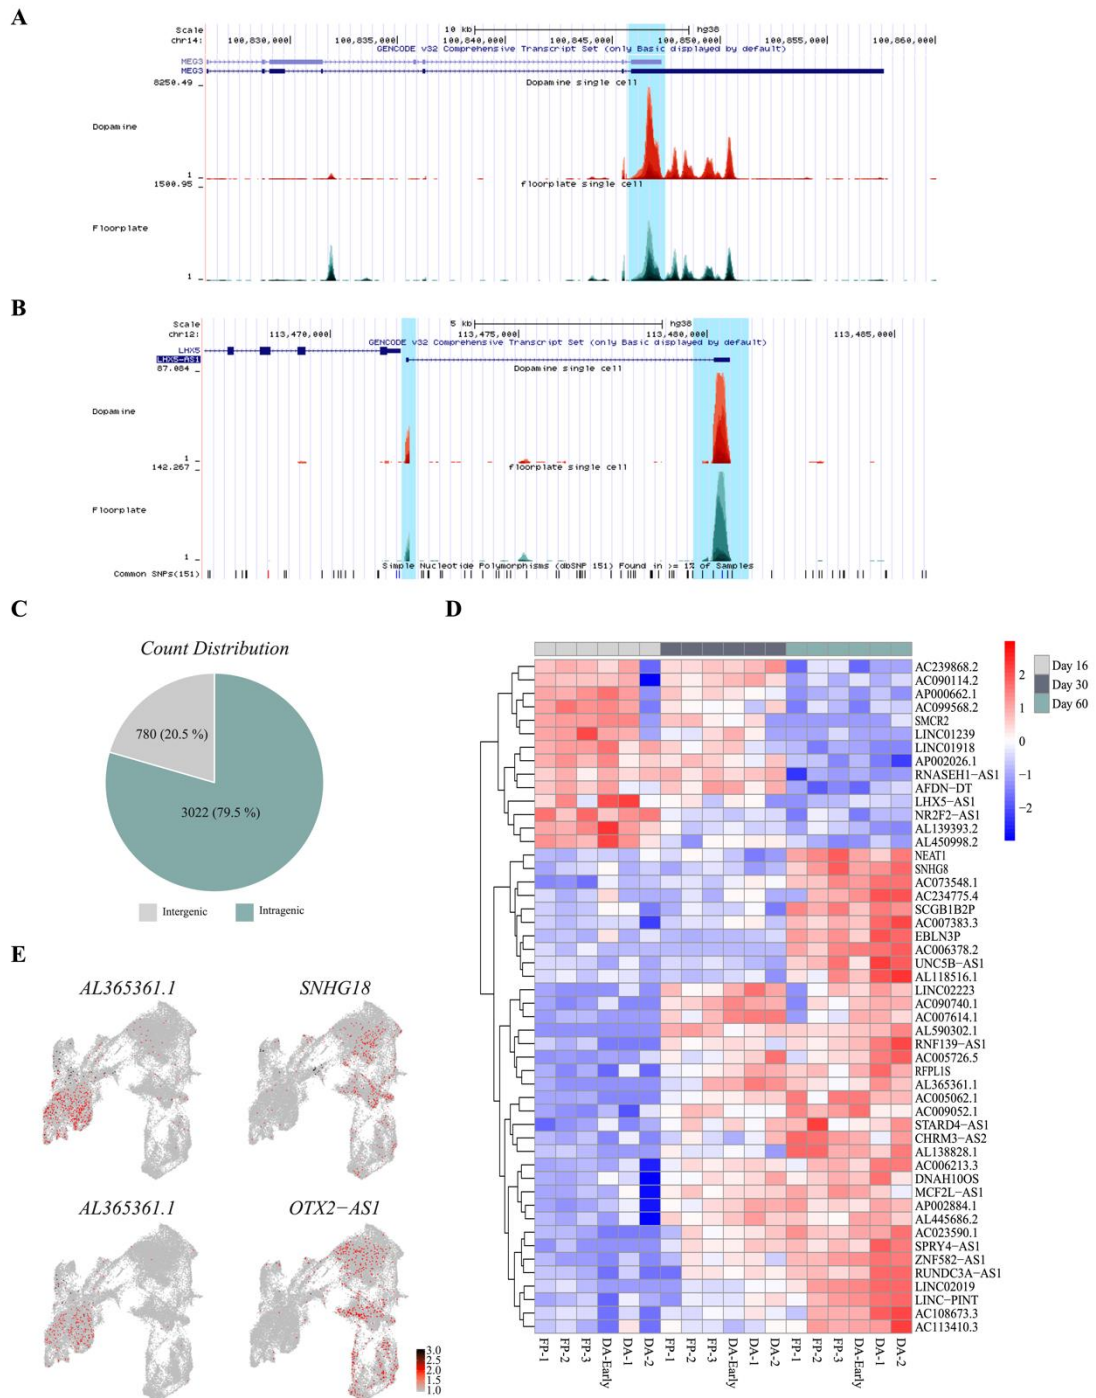 A
Scale 10 kb hg38
chr14: 100,830,000 100,835,000 100,840,000 100,845,000 100,850,000 100,855,000 100,860,000
GENCODE v32 Comprehensive Transcript Set (only Basic displayed by default)
MEG3
MEG3
Dopamine single cell
8250.49
Dopamine
1
floorplate single cell
1500.95
Floorplate
1
B
Scale 5 kb hg38
chr12: 113,470,000 113,475,000 113,480,000 113,485,000
GENCODE v32 Comprehensive Transcript Set (only Basic displayed by default)
LHX5
LHX5-AS1
Dopamine single cell
87.084
Dopamine
1
floorplate single cell
142.267
Floorplate
1
Simple Nucleotide Polymorphisms (dbSNP 151) Found in >= 1% of Samples
Common SNPs(151)
C
Count Distribution
780 (20.5 %)
3022 (79.5 %)
Intergenic Intragenic
D
AC239868.2
AC090114.2
AP000662.1
AC099568.2
SMCR2
LINC01239
LINC01918
AP002026.1
RNASEH1−AS1
AFDN−DT
LHX5−AS1
NR2F2−AS1
AL139393.2
AL450998.2
NEAT1
SNHG8
AC073548.1
AC234775.4
SCGB1B2P
AC007383.3
EBLN3P
AC006378.2
UNC5B−AS1
AL118516.1
LINC02223
AC090740.1
AC007614.1
AL590302.1
RNF139−AS1
AC005726.5
RFPL1S
AL365361.1
AC005062.1
AC009052.1
STARD4−AS1
CHRM3−AS2
AL138828.1
AC006213.3
DNAH10OS
MCF2L−AS1
AP002884.1
AL445686.2
AC023590.1
SPRY4−AS1
ZNF582−AS1
RUNDC3A−AS1
LINC02019
LINC−PINT
AC108673.3
AC113410.3
FP-1 FP-2 FP-3 DA-Early DA-1 DA-2 FP-1 FP-2 FP-3 DA-Early DA-1 DA-2 FP-1 FP-2 FP-3 DA-Early DA-1 DA-2
2
1
0
−1
−2
Day 16
Day 30
Day 60
E
AL365361.1 SNHG18
AL365361.1 OTX2−AS1
3.0
2.5
2.0
1.5
1.0